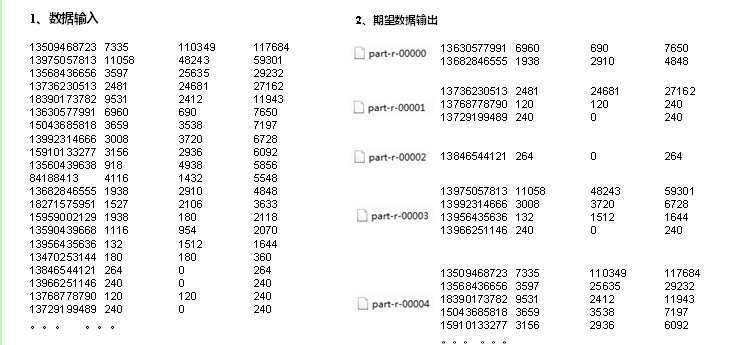 1、数据输入
13509468723 7335 110349 117684
13975057813 11058 48243 59301
13568436656 3597 25635 29232
13736230513 2481 24681 27162
18390173782 9531 2412 11943
13630577991 6960 690 7650
15043685818 3659 3538 7197
13992314666 3008 3720 6728
15910133277 3156 2936 6092
13560439638 918 4938 5856
84188413 4116 1432 5548
13682846555 1938 2910 4848
18271575951 1527 2106 3633
15959002129 1938 180 2118
13590439668 1116 954 2070
13956435636 132 1512 1644
13470253144 180 180 360
13846544121 264 0 264
13966251146 240 0 240
13768778790 120 120 240
13729199489 240 0 240
。。。 。。。
2、期望数据输出
part-r-00000
13630577991 6960 690 7650
13682846555 1938 2910 4848
part-r-00001
13736230513 2481 24681 27162
13768778790 120 120 240
13729199489 240 0 240
part-r-00002
13846544121 264 0 264
part-r-00003
13975057813 11058 48243 59301
13992314666 3008 3720 6728
13956435636 132 1512 1644
13966251146 240 0 240
part-r-00004
13509468723 7335 110349 117684
13568436656 3597 25635 29232
18390173782 9531 2412 11943
15043685818 3659 3538 7197
15910133277 3156 2936 6092
。。。 。。。